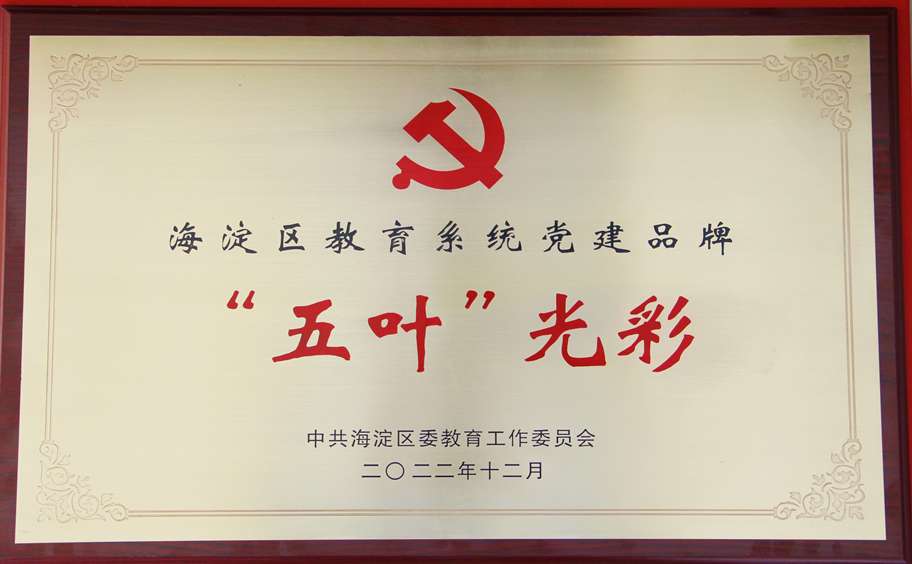 海淀区教育系统党建品牌
“五叶”光彩
中共海淀区委教育工作委员会
二〇二二年十二月